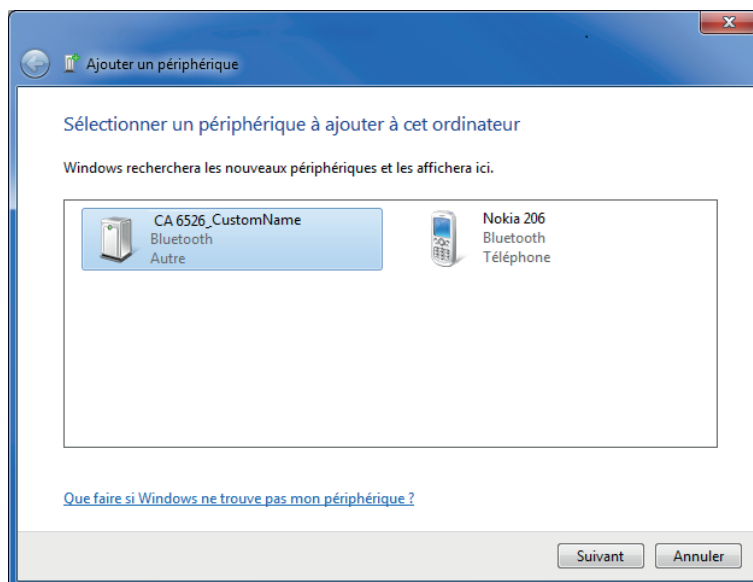 Ajouter un périphérique
Sélectionner un périphérique à ajouter à cet ordinateur
Windows recherchera les nouveaux périphériques et les affichera ici.
CA 6526_CustomName
Bluetooth
Autre
Nokia 206
Bluetooth
Téléphone
Que faire si Windows ne trouve pas mon périphérique ?
Suivant
Annuler